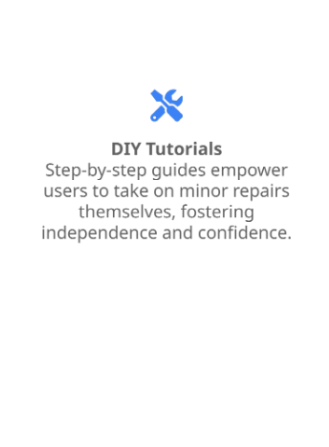 DIY Tutorials
Step-by-step guides empower
users to take on minor repairs
themselves, fostering
independence and confidence.